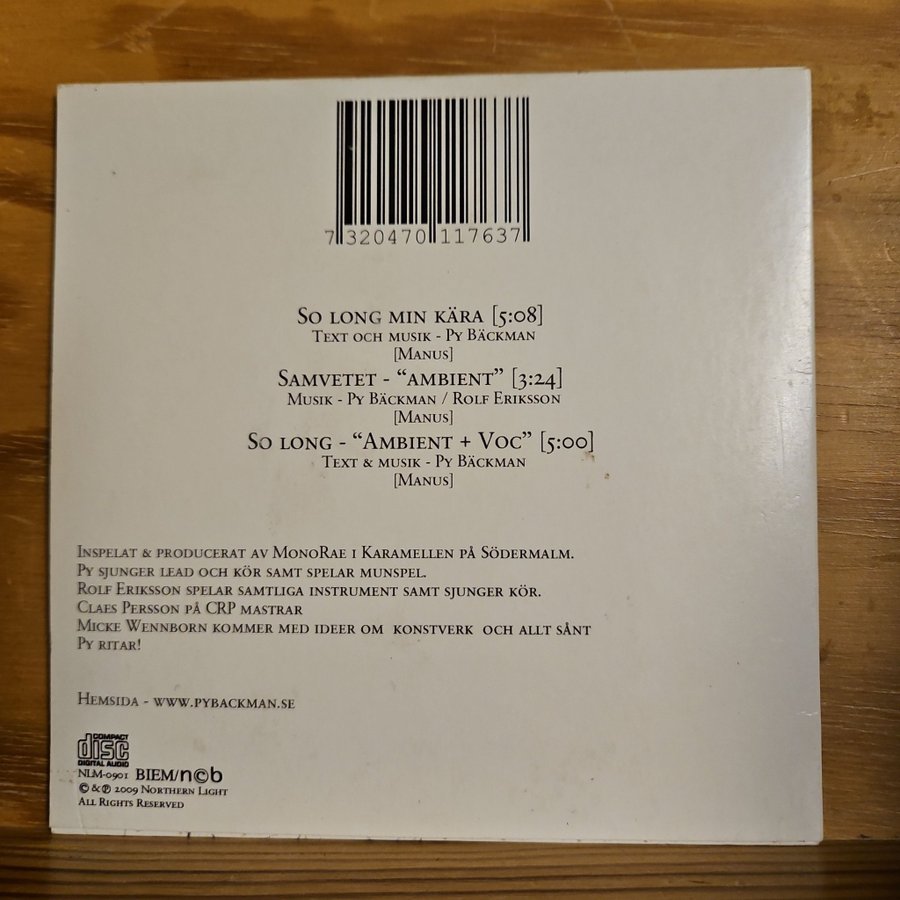 7 320470 117637
So long min kära [5:08]
Text och musik - Py Bäckman
[Manus]
Samvetet - “ambient” [3:24]
Musik - Py Bäckman / Rolf Eriksson
[Manus]
So long - “Ambient + Voc” [5:00]
Text & musik - Py Bäckman
[Manus]
Inspelat & producerat av MonoRae i Karamellen på Södermalm.
Py sjunger lead och kör samt spelar munspel.
Rolf Eriksson spelar samtliga instrument samt sjunger kör.
Claes Persson på CRP mastrar
Micke Wennborn kommer med ideer om konstverk och allt sånt
Py ritar!
Hemsida - www.pybackman.se
COMPACT
disc
DIGITAL AUDIO
NLM-0901 BIEM/n©b
© & ℗ 2009 Northern Light
All Rights Reserved